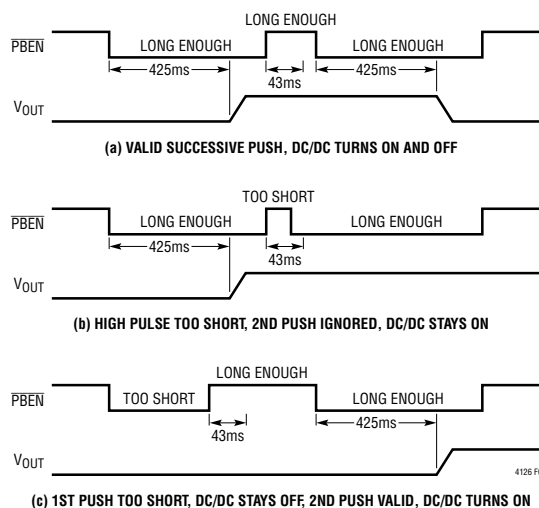 LONG ENOUGH
PBEN LONG ENOUGH LONG ENOUGH
425ms 43ms 425ms
VOUT
(a) VALID SUCCESSIVE PUSH, DC/DC TURNS ON AND OFF
TOO SHORT
PBEN LONG ENOUGH LONG ENOUGH
425ms 43ms
VOUT
(b) HIGH PULSE TOO SHORT, 2ND PUSH IGNORED, DC/DC STAYS ON
LONG ENOUGH
PBEN TOO SHORT LONG ENOUGH
43ms 425ms
VOUT
4126 F
(c) 1ST PUSH TOO SHORT, DC/DC STAYS OFF, 2ND PUSH VALID, DC/DC TURNS ON